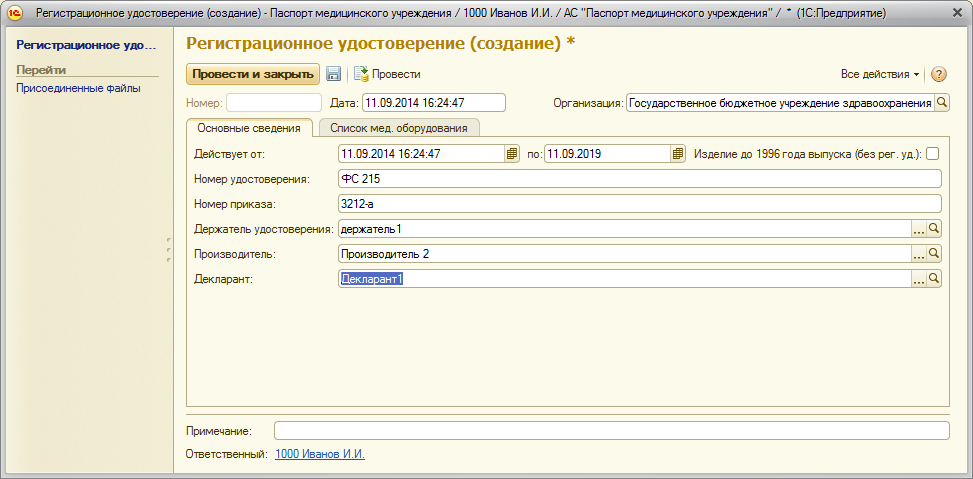 Регистрационное удостоверение (создание) - Паспорт медицинского учреждения / 1000 Иванов И.И. / АС "Паспорт медицинского учреждения" / * (1С:Предприятие)
Регистрационное удо...
Перейти
Присоединенные файлы
Регистрационное удостоверение (создание) *
Провести и закрыть Провести Все действия ?
Номер: Дата: 11.09.2014 16:24:47 Организация: Государственное бюджетное учреждение здравоохранения
Основные сведения Список мед. оборудования
Действует от: 11.09.2014 16:24:47 по: 11.09.2019 Изделие до 1996 года выпуска (без рег. уд.):
Номер удостоверения: ФС 215
Номер приказа: 3212-а
Держатель удостоверения: держатель1 ...
Производитель: Производитель 2 ...
Декларант: Декларант1 ...
Примечание:
Ответственный: 1000 Иванов И.И.